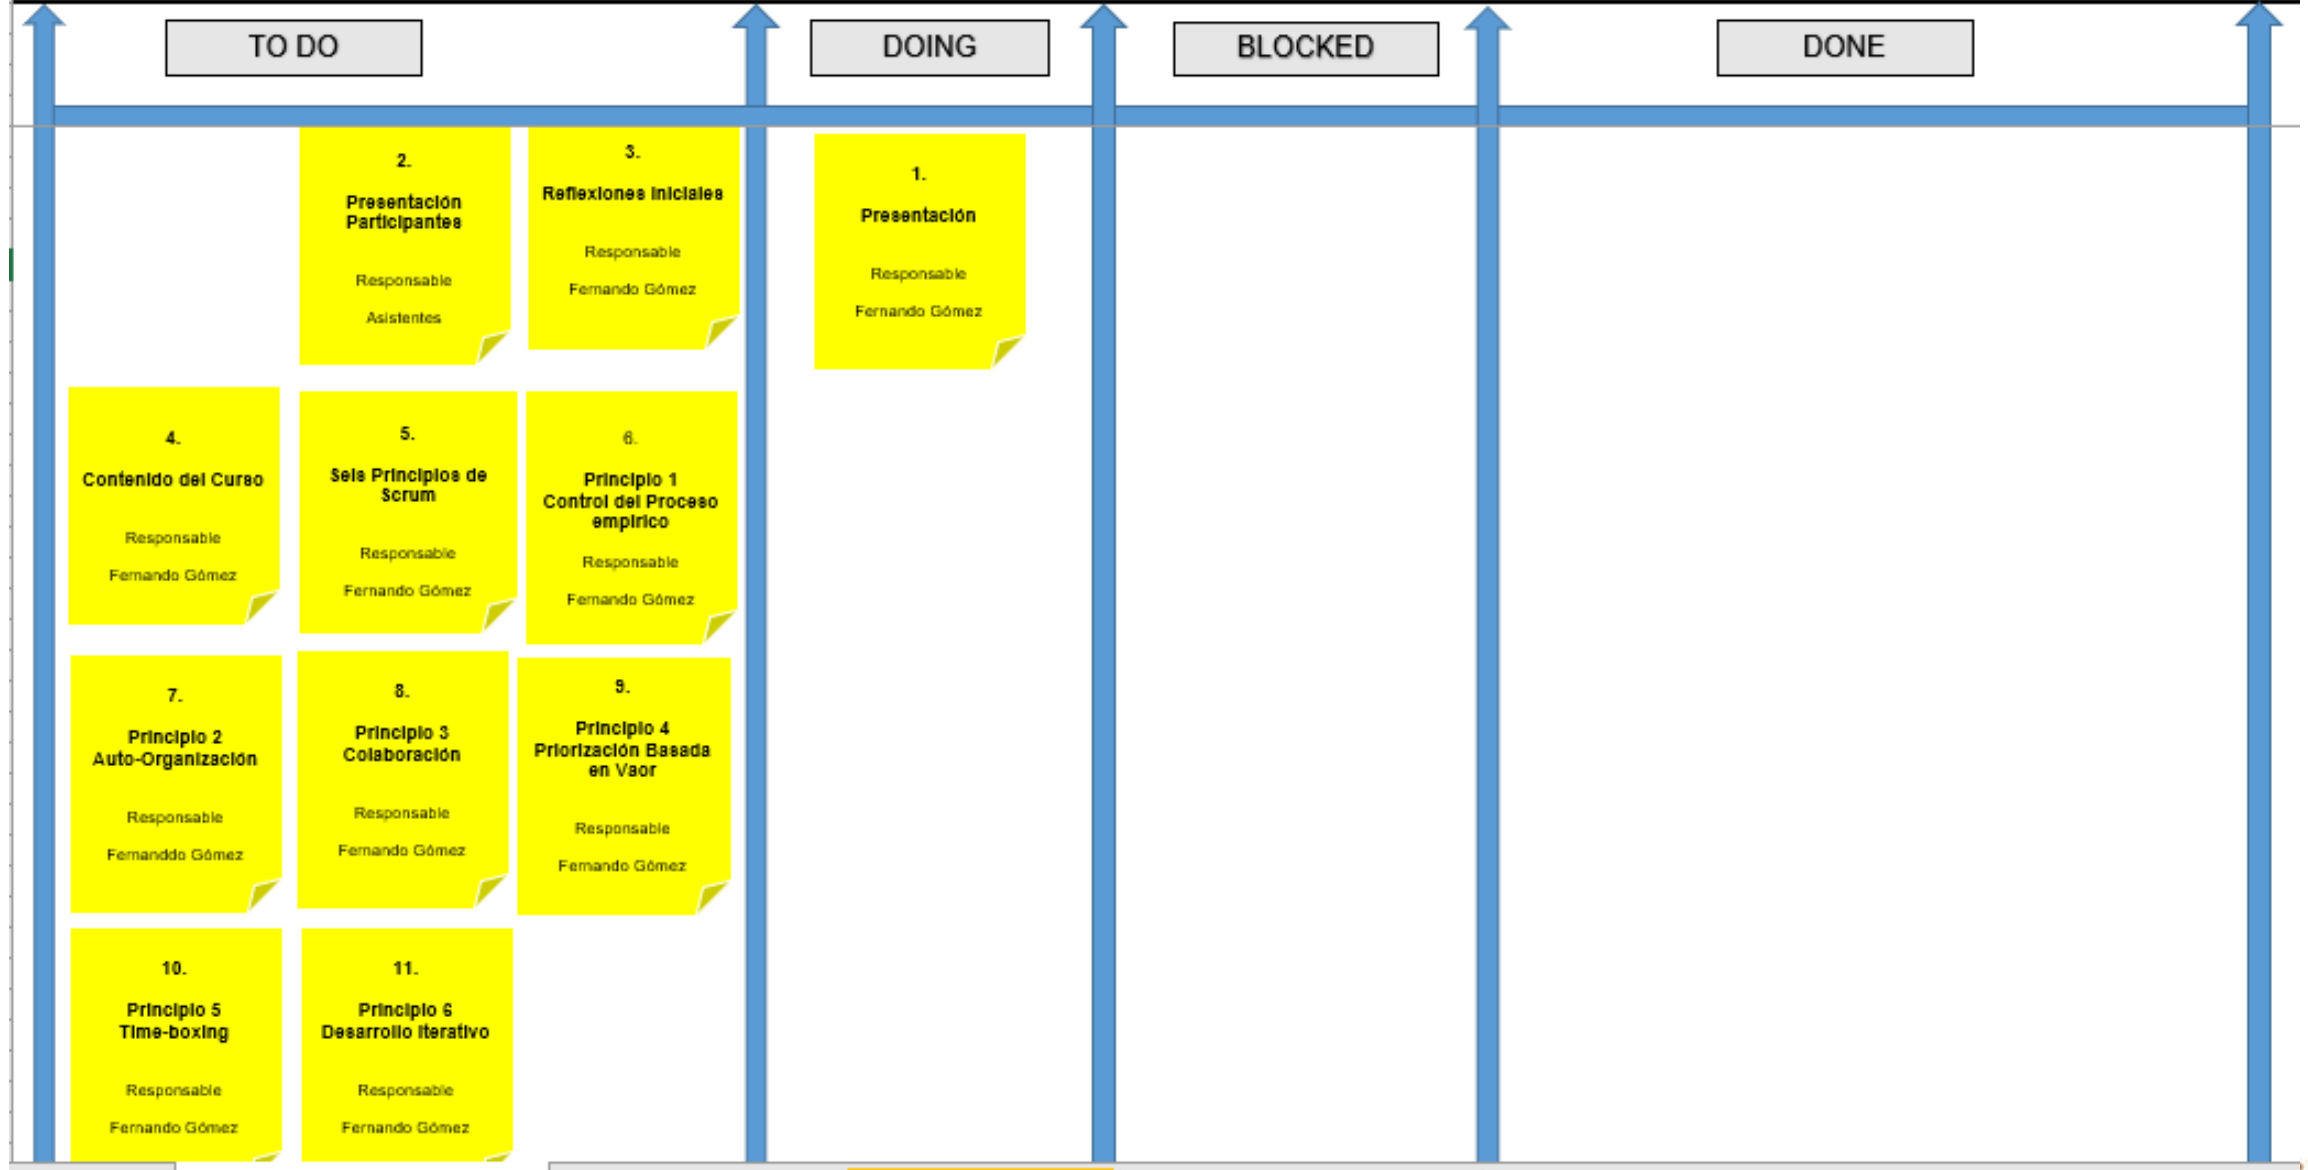 TO DO
DOING
BLOCKED
DONE
2.
Presentación
Participantes
Responsable
Asistentes
3.
Reflexiones Iniciales
Responsable
Fernando Gómez
1.
Presentación
Responsable
Fernando Gómez
4.
Contenido del Curso
Responsable
Fernando Gómez
5.
Seis Principios de
Scrum
Responsable
Fernando Gómez
6.
Principio 1
Control del Proceso
empirico
Responsable
Fernando Gómez
7.
Principio 2
Auto-Organización
Responsable
Fernanddo Gómez
8.
Principio 3
Colaboración
Responsable
Fernando Gómez
9.
Principio 4
Priorización Basada
en Vaor
Responsable
Fernando Gómez
10.
Principio 5
Time-boxing
Responsable
Fernando Gómez
11.
Principio 6
Desarrollo Iterativo
Responsable
Fernando Gómez